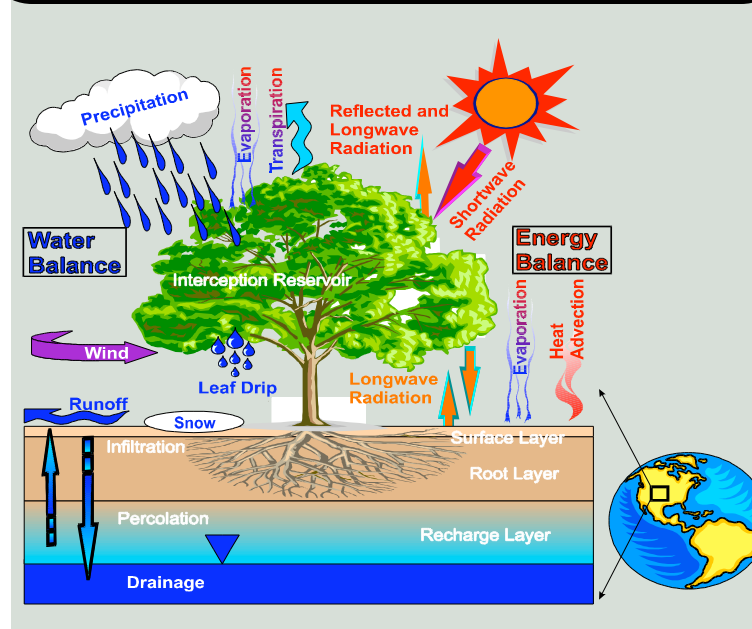 Precipitation
Evaporation
Transpiration
Reflected and
Longwave
Radiation
Shortwave
Radiation
Water
Balance
Energy
Balance
Interception Reservoir
Evaporation
Heat
Advection
Wind
Leaf Drip
Longwave
Radiation
Runoff
Snow
Infiltration
Surface Layer
Root Layer
Percolation
Recharge Layer
Drainage